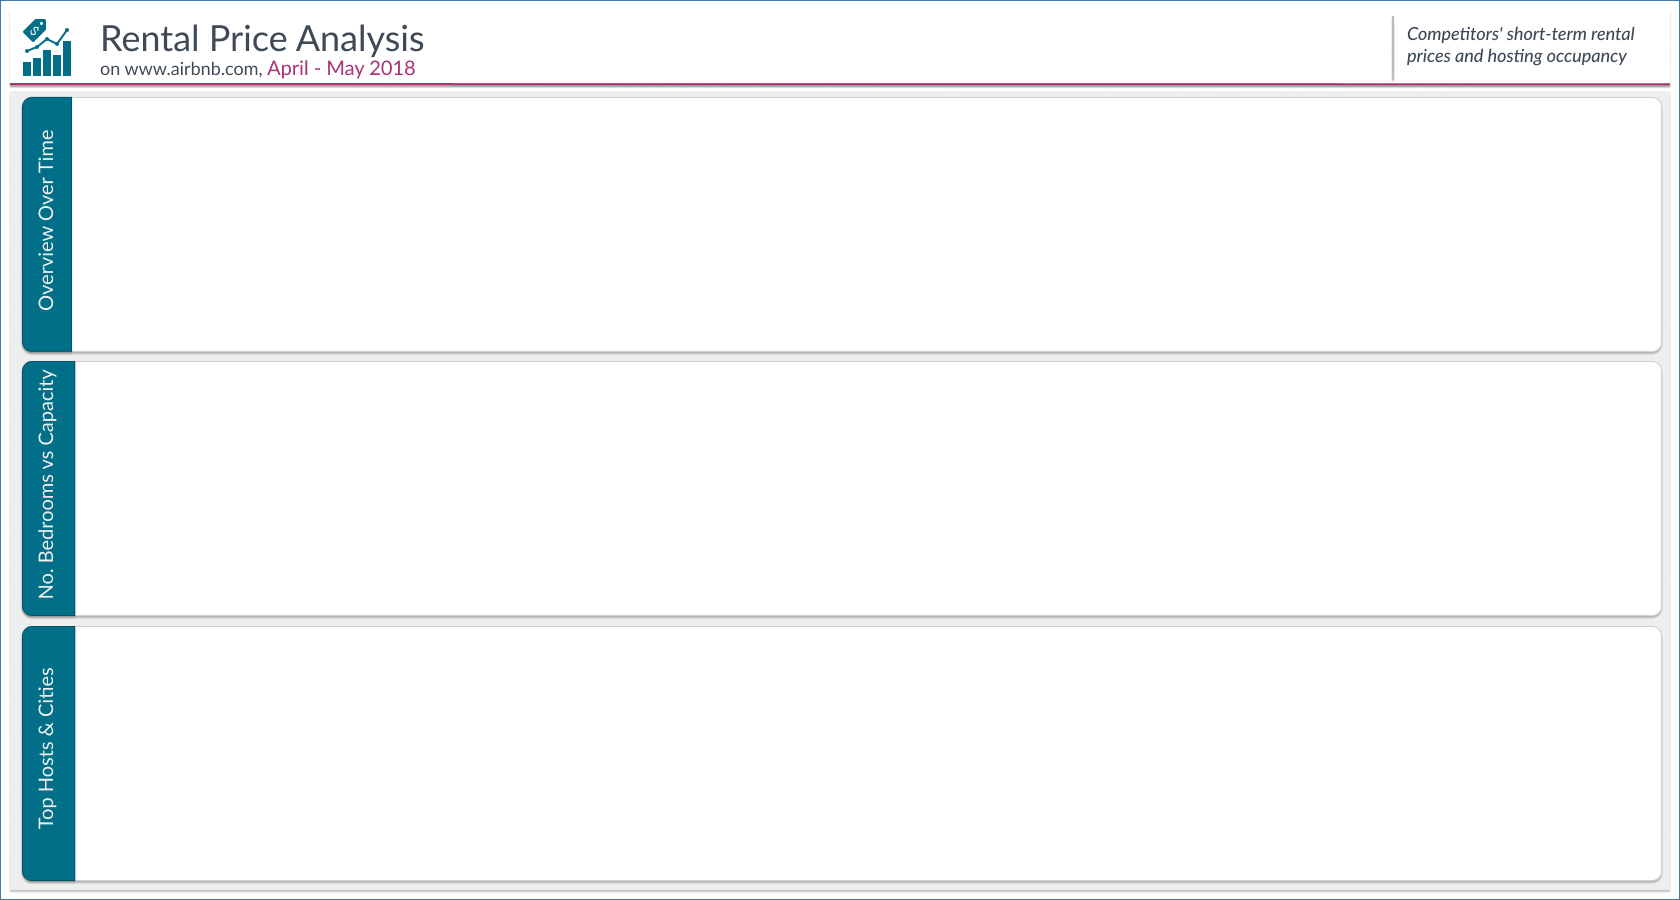 Rental Price Analysis
on www.airbnb.com, April - May 2018
Competitors' short-term rental
prices and hosting occupancy
Overview Over Time
No. Bedrooms vs Capacity
Top Hosts & Cities
$